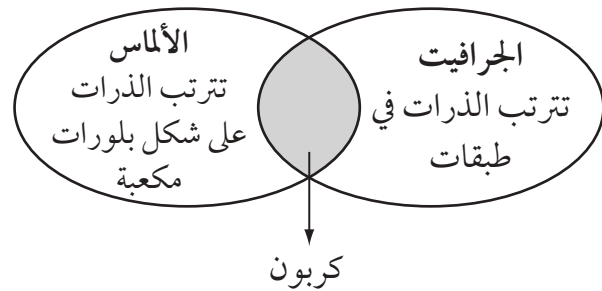 الجرافيت
تترتب الذرات في
طبقات
الألماس
تترتب الذرات
على شكل بلورات
مكعبة
كربون